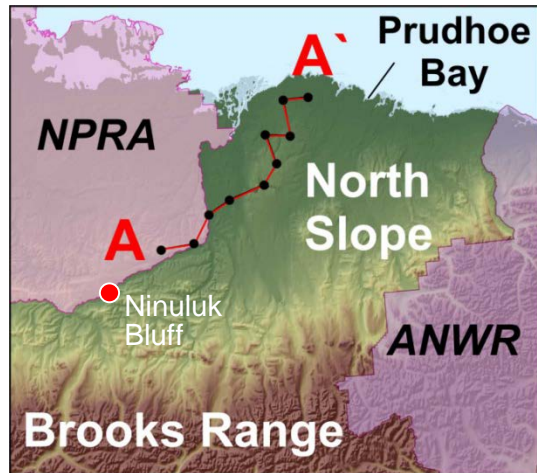 A`
Prudhoe
Bay
NPRA
North
Slope
A
Ninuluk
Bluff
ANWR
Brooks Range